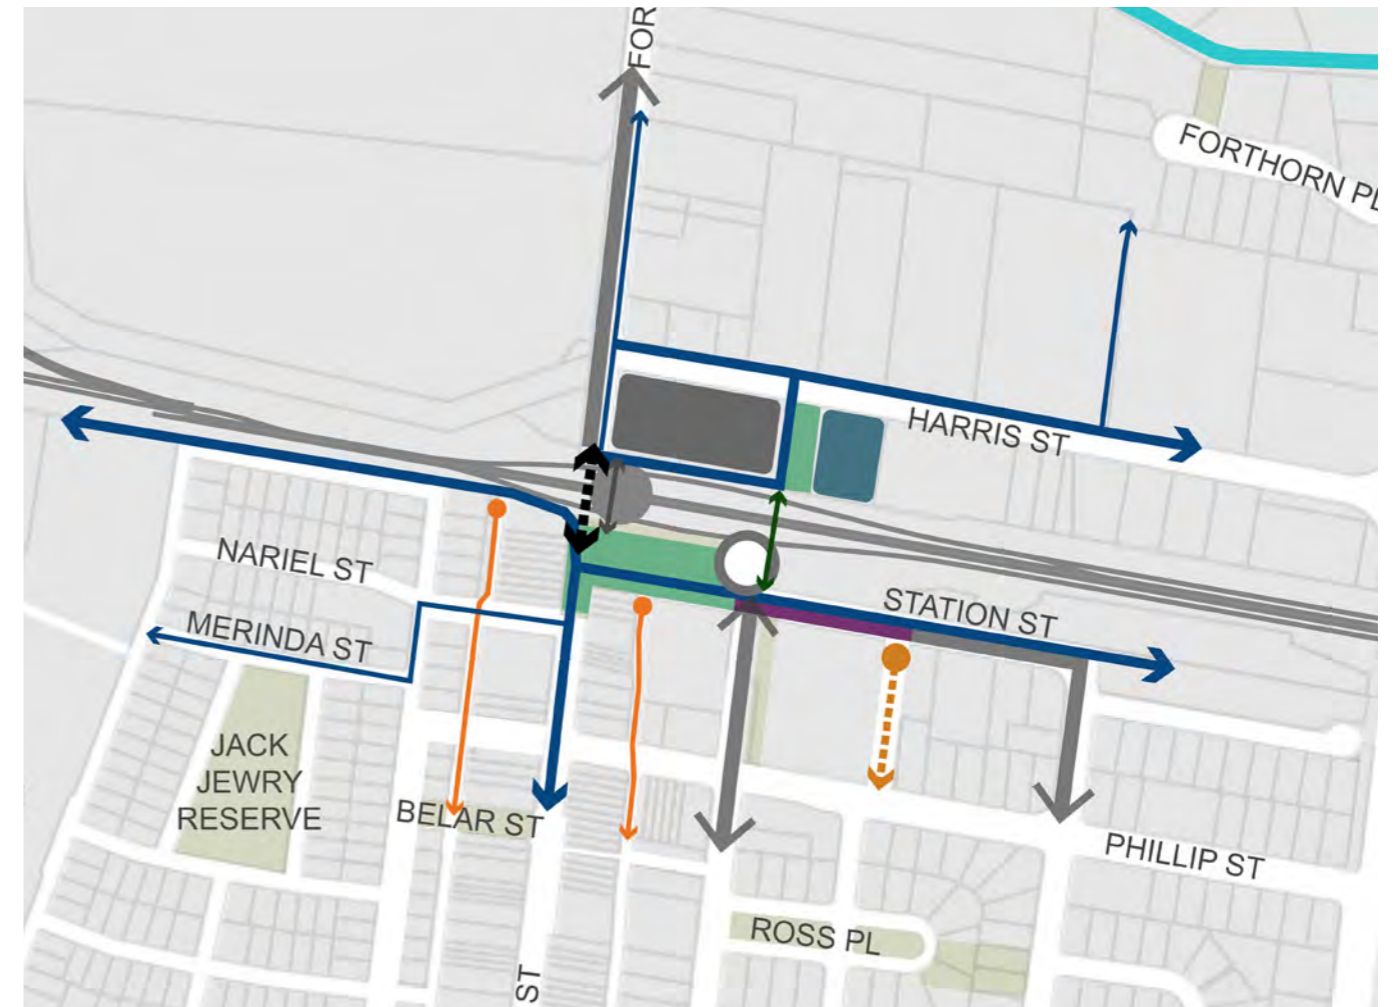 FOR
FORTHORN PL
HARRIS ST
NARIEL ST
STATION ST
MERINDA ST
JACK
JEWRY
RESERVE
BELAR ST
PHILLIP ST
ROSS PL
ST